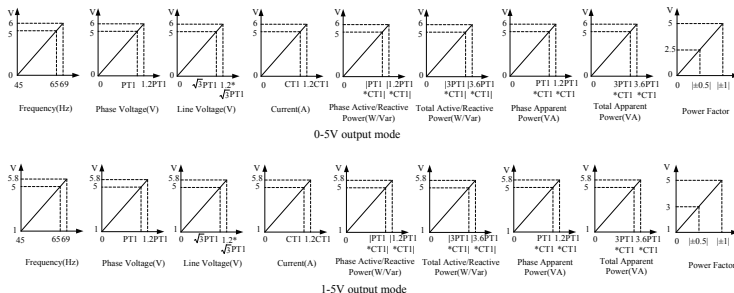 V V V V V V V V V
6 6 6 6 6 6 6 6 5
5 5 5 5 5 5 5 5 2.5
0 0 0 0 0 0 0 0 0
45 6569 0 PT1 1.2PT1 0 √3PT1 1.2* 0 CT1 1.2CT1 0 |PT1 |1.2PT1 0 |3PT1|3.6PT1 0 PT1 1.2PT1 0 3PT1 3.6PT1 0 |±0.5| |±1|
√3PT1 *CT1| *CT1| *CT1| *CT1| *CT1 *CT1 *CT1 *CT1
Frequency(Hz) Phase Voltage(V) Line Voltage(V) Current(A) Phase Active/Reactive Total Active/Reactive Phase Apparent Total Apparent Power Factor
Power(W/Var) Power(W/Var) Power(VA) Power(VA)
0-5V output mode
V V V V V V V V V
5.8 5.8 5.8 5.8 5.8 5.8 5.8 5.8 5
5 5 5 5 5 5 5 5 3
1 1 1 1 1 1 1 1 1
45 6569 0 PT1 1.2PT1 0 √3PT1 1.2* 0 CT1 1.2CT1 0 |PT1 |1.2PT1 0 |3PT1|3.6PT1 0 PT1 1.2PT1 0 3PT1 3.6PT1 0 |±0.5| |±1|
√3PT1 *CT1| *CT1| *CT1| *CT1| *CT1 *CT1 *CT1 *CT1
Frequency(Hz) Phase Voltage(V) Line Voltage(V) Current(A) Phase Active/Reactive Total Active/Reactive Phase Apparent Total Apparent Power Factor
Power(W/Var) Power(W/Var) Power(VA) Power(VA)
1-5V output mode